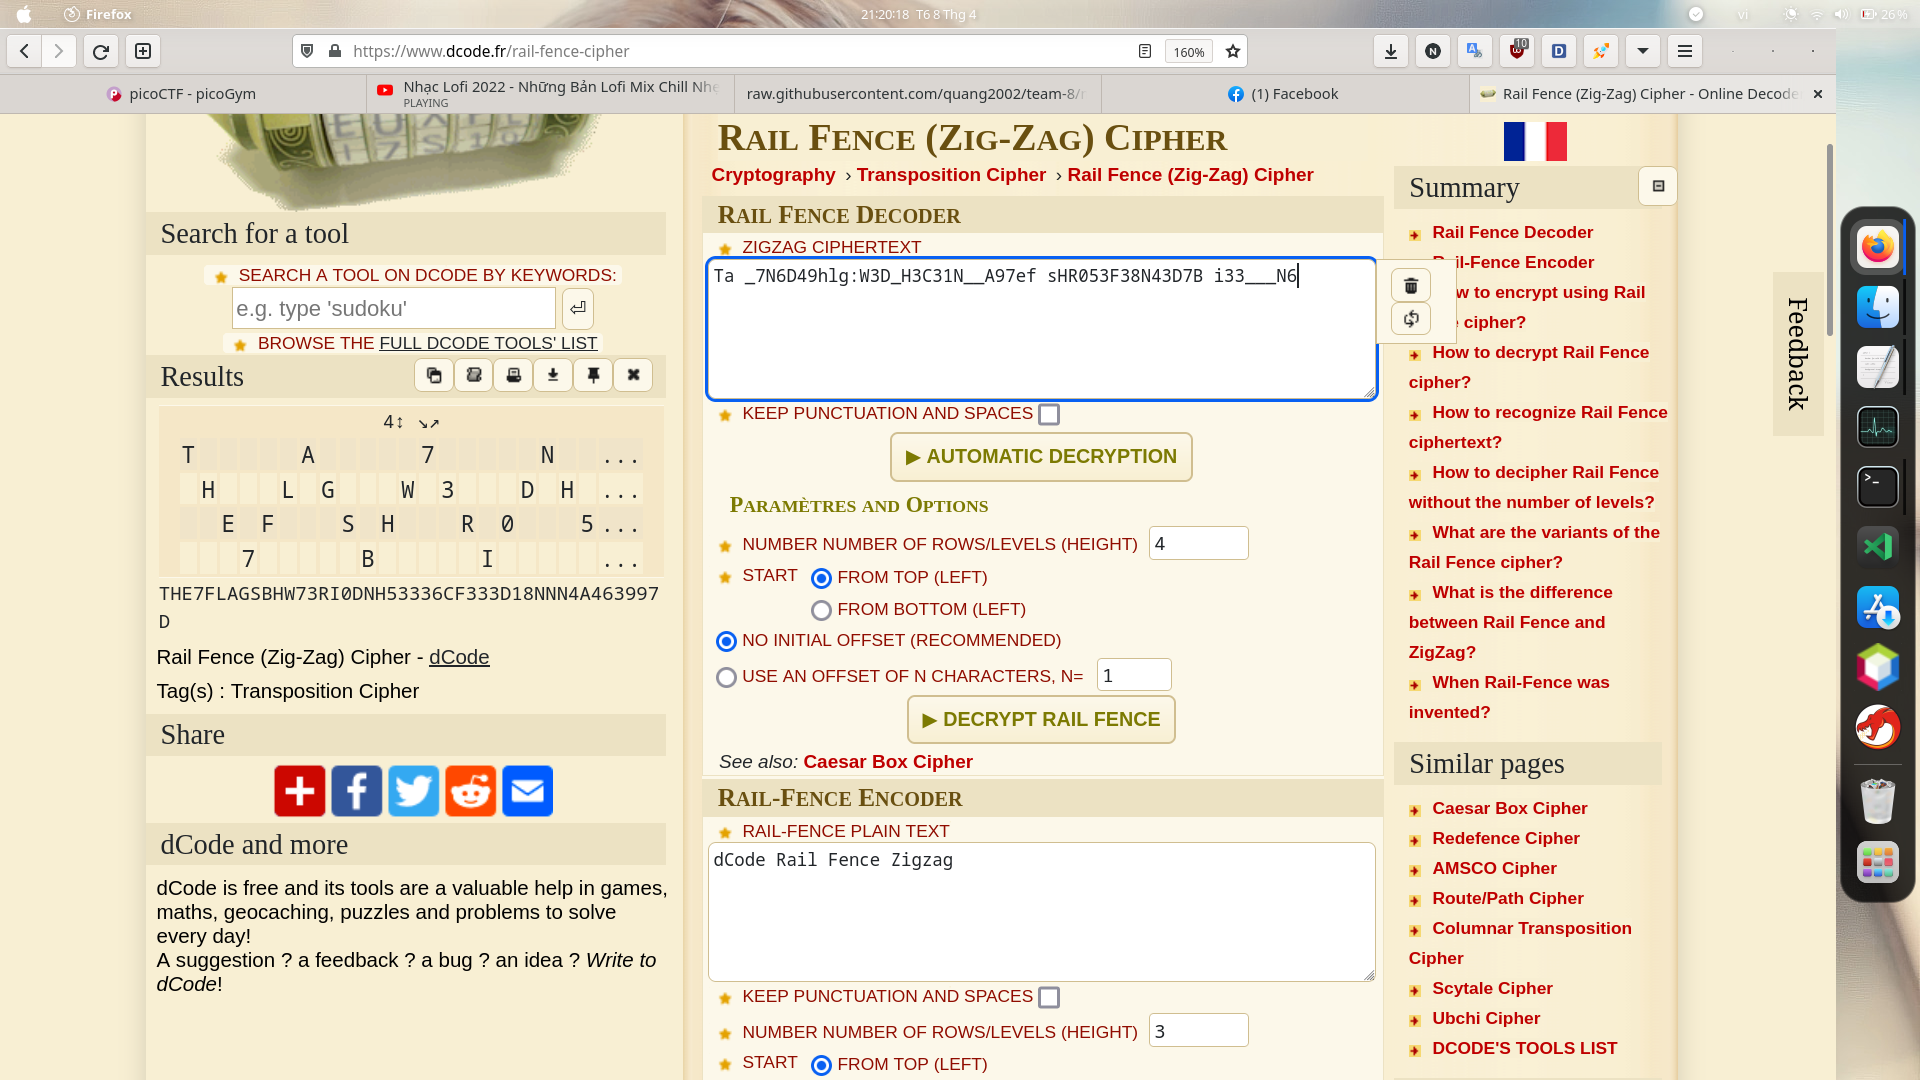 Firefox
21:20:18 T6 8 Thg 4
vi
26%
https://www.dcode.fr/rail-fence-cipher
160%
10
picoCTF - picoGym
Nhạc Lofi 2022 - Những Bản Lofi Mix Chill Nhẹ
PLAYING
raw.githubusercontent.com/quang2002/team-8/
(1) Facebook
Rail Fence (Zig-Zag) Cipher - Online Decode
Search for a tool
SEARCH A TOOL ON DCODE BY KEYWORDS:
e.g. type 'sudoku'
BROWSE THE FULL DCODE TOOLS' LIST
Results
4↕ ↘↗
T A 7 N ...
H L G W 3 D H ...
E F S H R 0 5 ...
7 B I ...
THE7FLAGSBHW73RI0DNH53336CF333D18NNN4A463997
D
Rail Fence (Zig-Zag) Cipher - dCode
Tag(s) : Transposition Cipher
Share
dCode and more
dCode is free and its tools are a valuable help in games,
maths, geocaching, puzzles and problems to solve
every day!
A suggestion ? a feedback ? a bug ? an idea ? Write to
dCode!
RAIL FENCE (ZIG-ZAG) CIPHER
Cryptography › Transposition Cipher › Rail Fence (Zig-Zag) Cipher
RAIL FENCE DECODER
ZIGZAG CIPHERTEXT
Ta _7N6D49hlg:W3D_H3C31N__A97ef sHR053F38N43D7B i33___N6
KEEP PUNCTUATION AND SPACES
▶ AUTOMATIC DECRYPTION
PARAMÈTRES AND OPTIONS
NUMBER NUMBER OF ROWS/LEVELS (HEIGHT) 4
START FROM TOP (LEFT)
FROM BOTTOM (LEFT)
NO INITIAL OFFSET (RECOMMENDED)
USE AN OFFSET OF N CHARACTERS, N= 1
▶ DECRYPT RAIL FENCE
See also: Caesar Box Cipher
RAIL-FENCE ENCODER
RAIL-FENCE PLAIN TEXT
dCode Rail Fence Zigzag
KEEP PUNCTUATION AND SPACES
NUMBER NUMBER OF ROWS/LEVELS (HEIGHT) 3
START FROM TOP (LEFT)
Summary
Rail Fence Decoder
il-Fence Encoder
w to encrypt using Rail
cipher?
How to decrypt Rail Fence
cipher?
How to recognize Rail Fence
ciphertext?
How to decipher Rail Fence
without the number of levels?
What are the variants of the
Rail Fence cipher?
What is the difference
between Rail Fence and
ZigZag?
When Rail-Fence was
invented?
Similar pages
Caesar Box Cipher
Redefence Cipher
AMSCO Cipher
Route/Path Cipher
Columnar Transposition
Cipher
Scytale Cipher
Ubchi Cipher
DCODE'S TOOLS LIST
Feedback